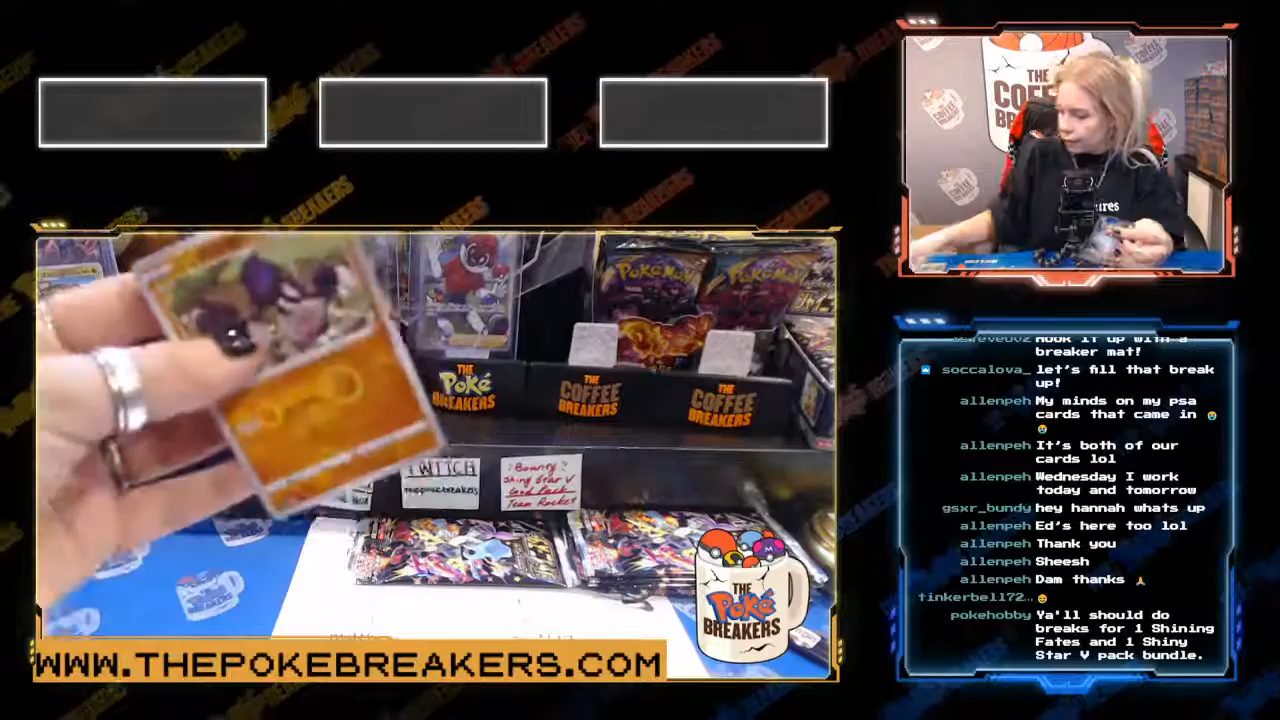 THE
COFFEE
BREAKERS
ures
Pokémon
Pokémon
THE
Poké
BREAKERS
THE
COFFEE
BREAKERS
THE
COFFEE
BREAKERS
TWITCH
thepokebreakers
Bounty?
Shiny Star V
God Pack
Team Rocket
THE
Poké
BREAKERS
WWW.THEPOKEBREAKERS.COM
Hook it up with a
breaker mat!
soccalova_ let's fill that break
up!
allenpeh My minds on my psa
cards that came in 😭
😭
allenpeh It's both of our
cards lol
allenpeh Wednesday I work
today and tomorrow
gsxr_bundy hey hannah whats up
allenpeh Ed's here too lol
allenpeh Thank you
allenpeh Sheesh
allenpeh Dam thanks 🙏
tinkerbell72...
pokehobby Ya'll should do
breaks for 1 Shining
Fates and 1 Shiny
Star V pack bundle.